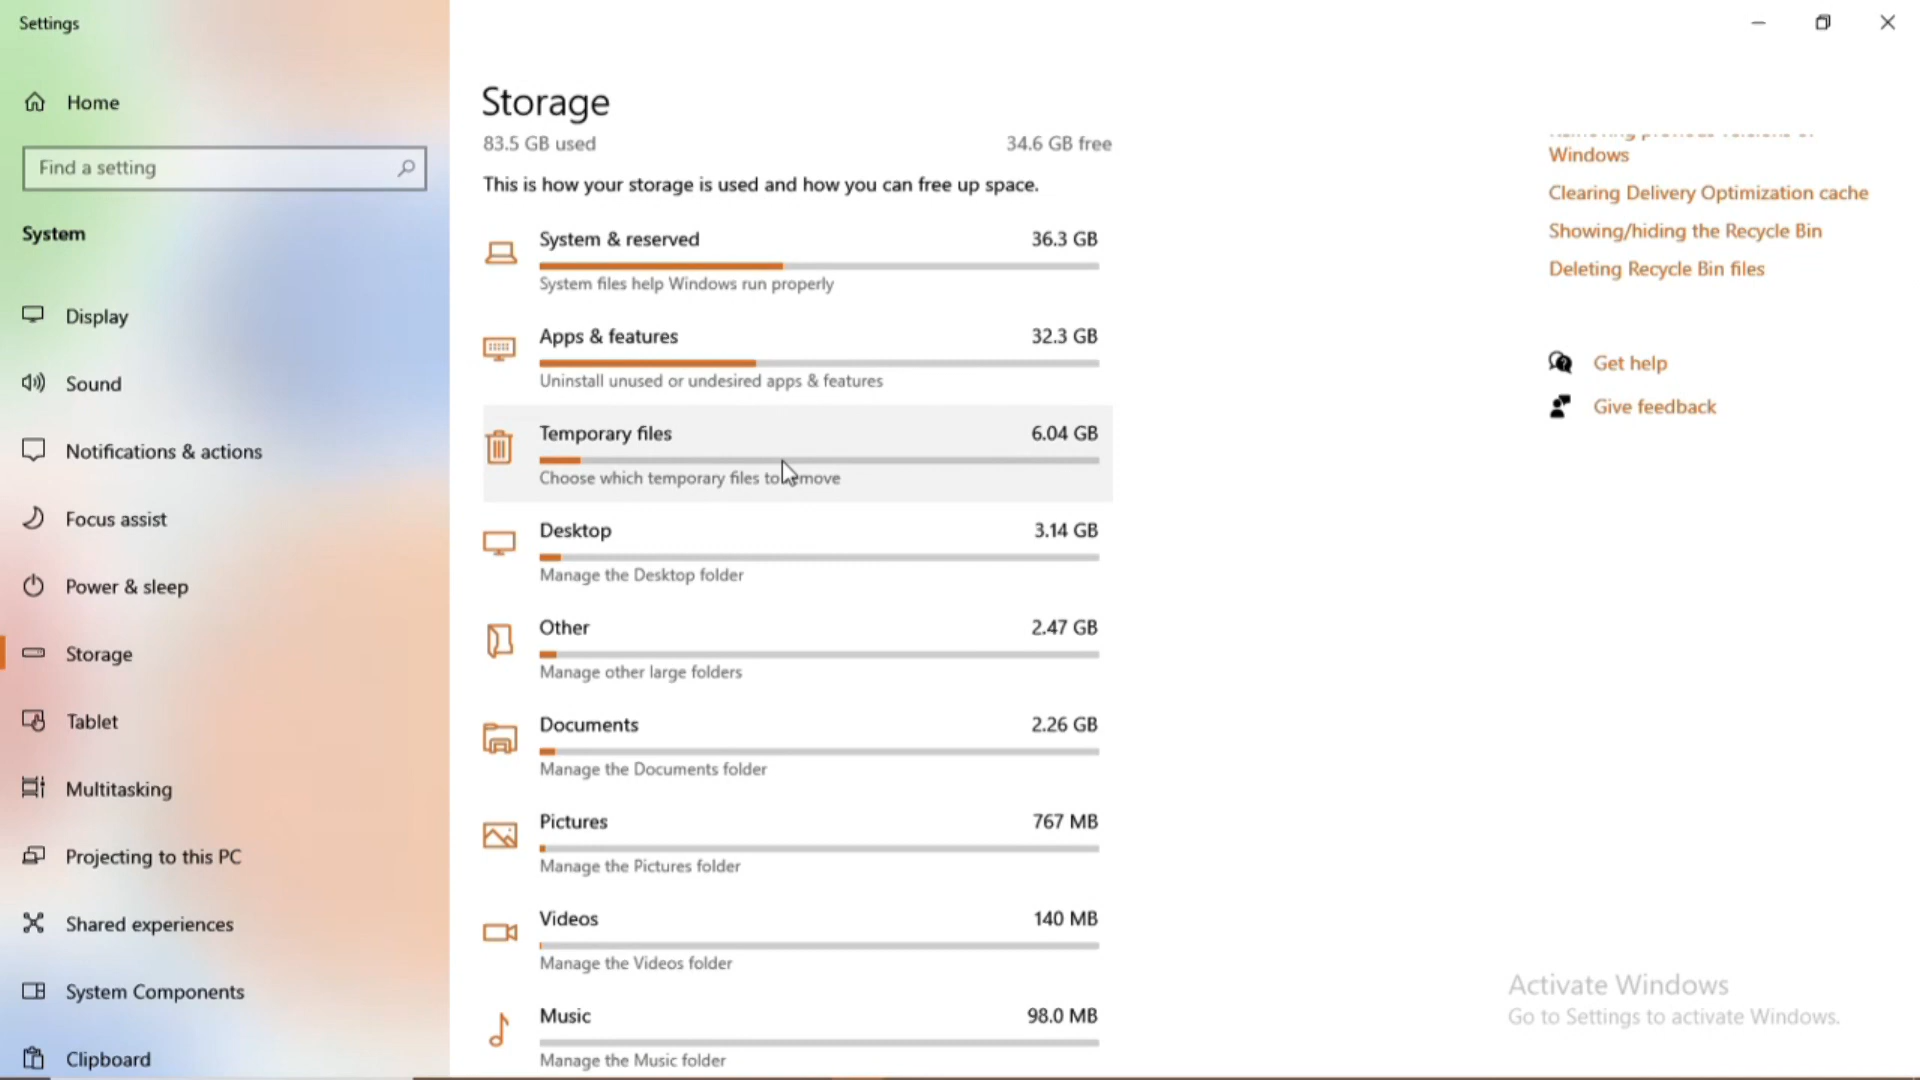 Settings
Home
Find a setting
System
Display
Sound
Notifications & actions
Focus assist
Power & sleep
Storage
Tablet
Multitasking
Projecting to this PC
Shared experiences
System Components
Clipboard
Storage
83.5 GB used
34.6 GB free
This is how your storage is used and how you can free up space.
System & reserved
36.3 GB
System files help Windows run properly
Apps & features
32.3 GB
Uninstall unused or undesired apps & features
Temporary files
6.04 GB
Choose which temporary files to remove
Desktop
3.14 GB
Manage the Desktop folder
Other
2.47 GB
Manage other large folders
Documents
2.26 GB
Manage the Documents folder
Pictures
767 MB
Manage the Pictures folder
Videos
140 MB
Manage the Videos folder
Music
98.0 MB
Manage the Music folder
Windows
Clearing Delivery Optimization cache
Showing/hiding the Recycle Bin
Deleting Recycle Bin files
Get help
Give feedback
Activate Windows
Go to Settings to activate Windows.